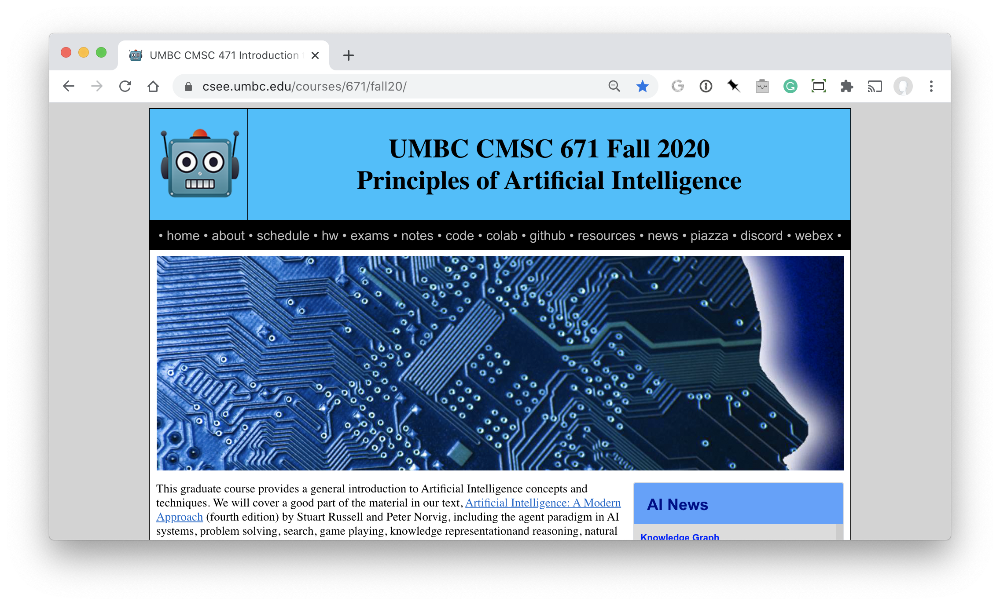 UMBC CMSC 471 Introduction
csee.umbc.edu/courses/671/fall20/
UMBC CMSC 671 Fall 2020
Principles of Artificial Intelligence
• home • about • schedule • hw • exams • notes • code • colab • github • resources • news • piazza • discord • webex •
This graduate course provides a general introduction to Artificial Intelligence concepts and
techniques. We will cover a good part of the material in our text, Artificial Intelligence: A Modern
Approach (fourth edition) by Stuart Russell and Peter Norvig, including the agent paradigm in AI
systems, problem solving, search, game playing, knowledge representationand reasoning, natural
AI News
Knowledge Graph